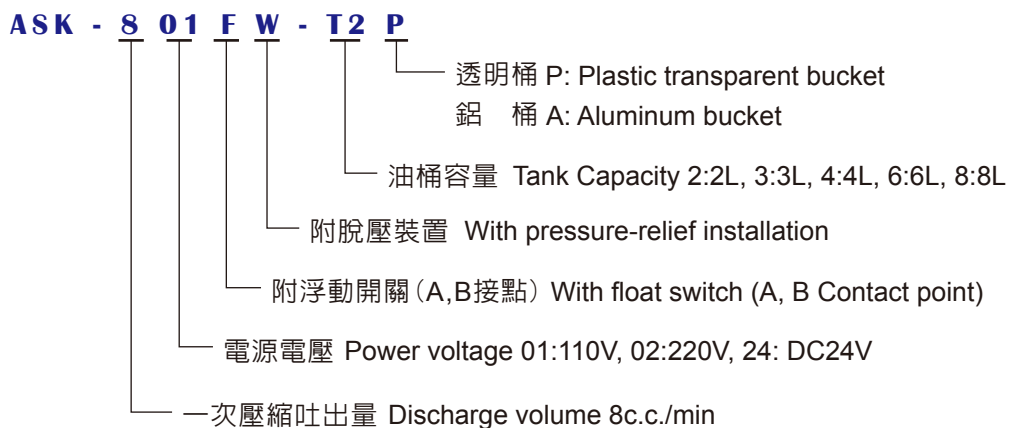 ASK - 8 01 F W - T2 P
透明桶 P: Plastic transparent bucket
鋁　桶 A: Aluminum bucket
油桶容量 Tank Capacity 2:2L, 3:3L, 4:4L, 6:6L, 8:8L
附脫壓裝置 With pressure-relief installation
附浮動開關（A,B接點）With float switch (A, B Contact point)
電源電壓 Power voltage 01:110V, 02:220V, 24: DC24V
一次壓縮吐出量 Discharge volume 8c.c./min